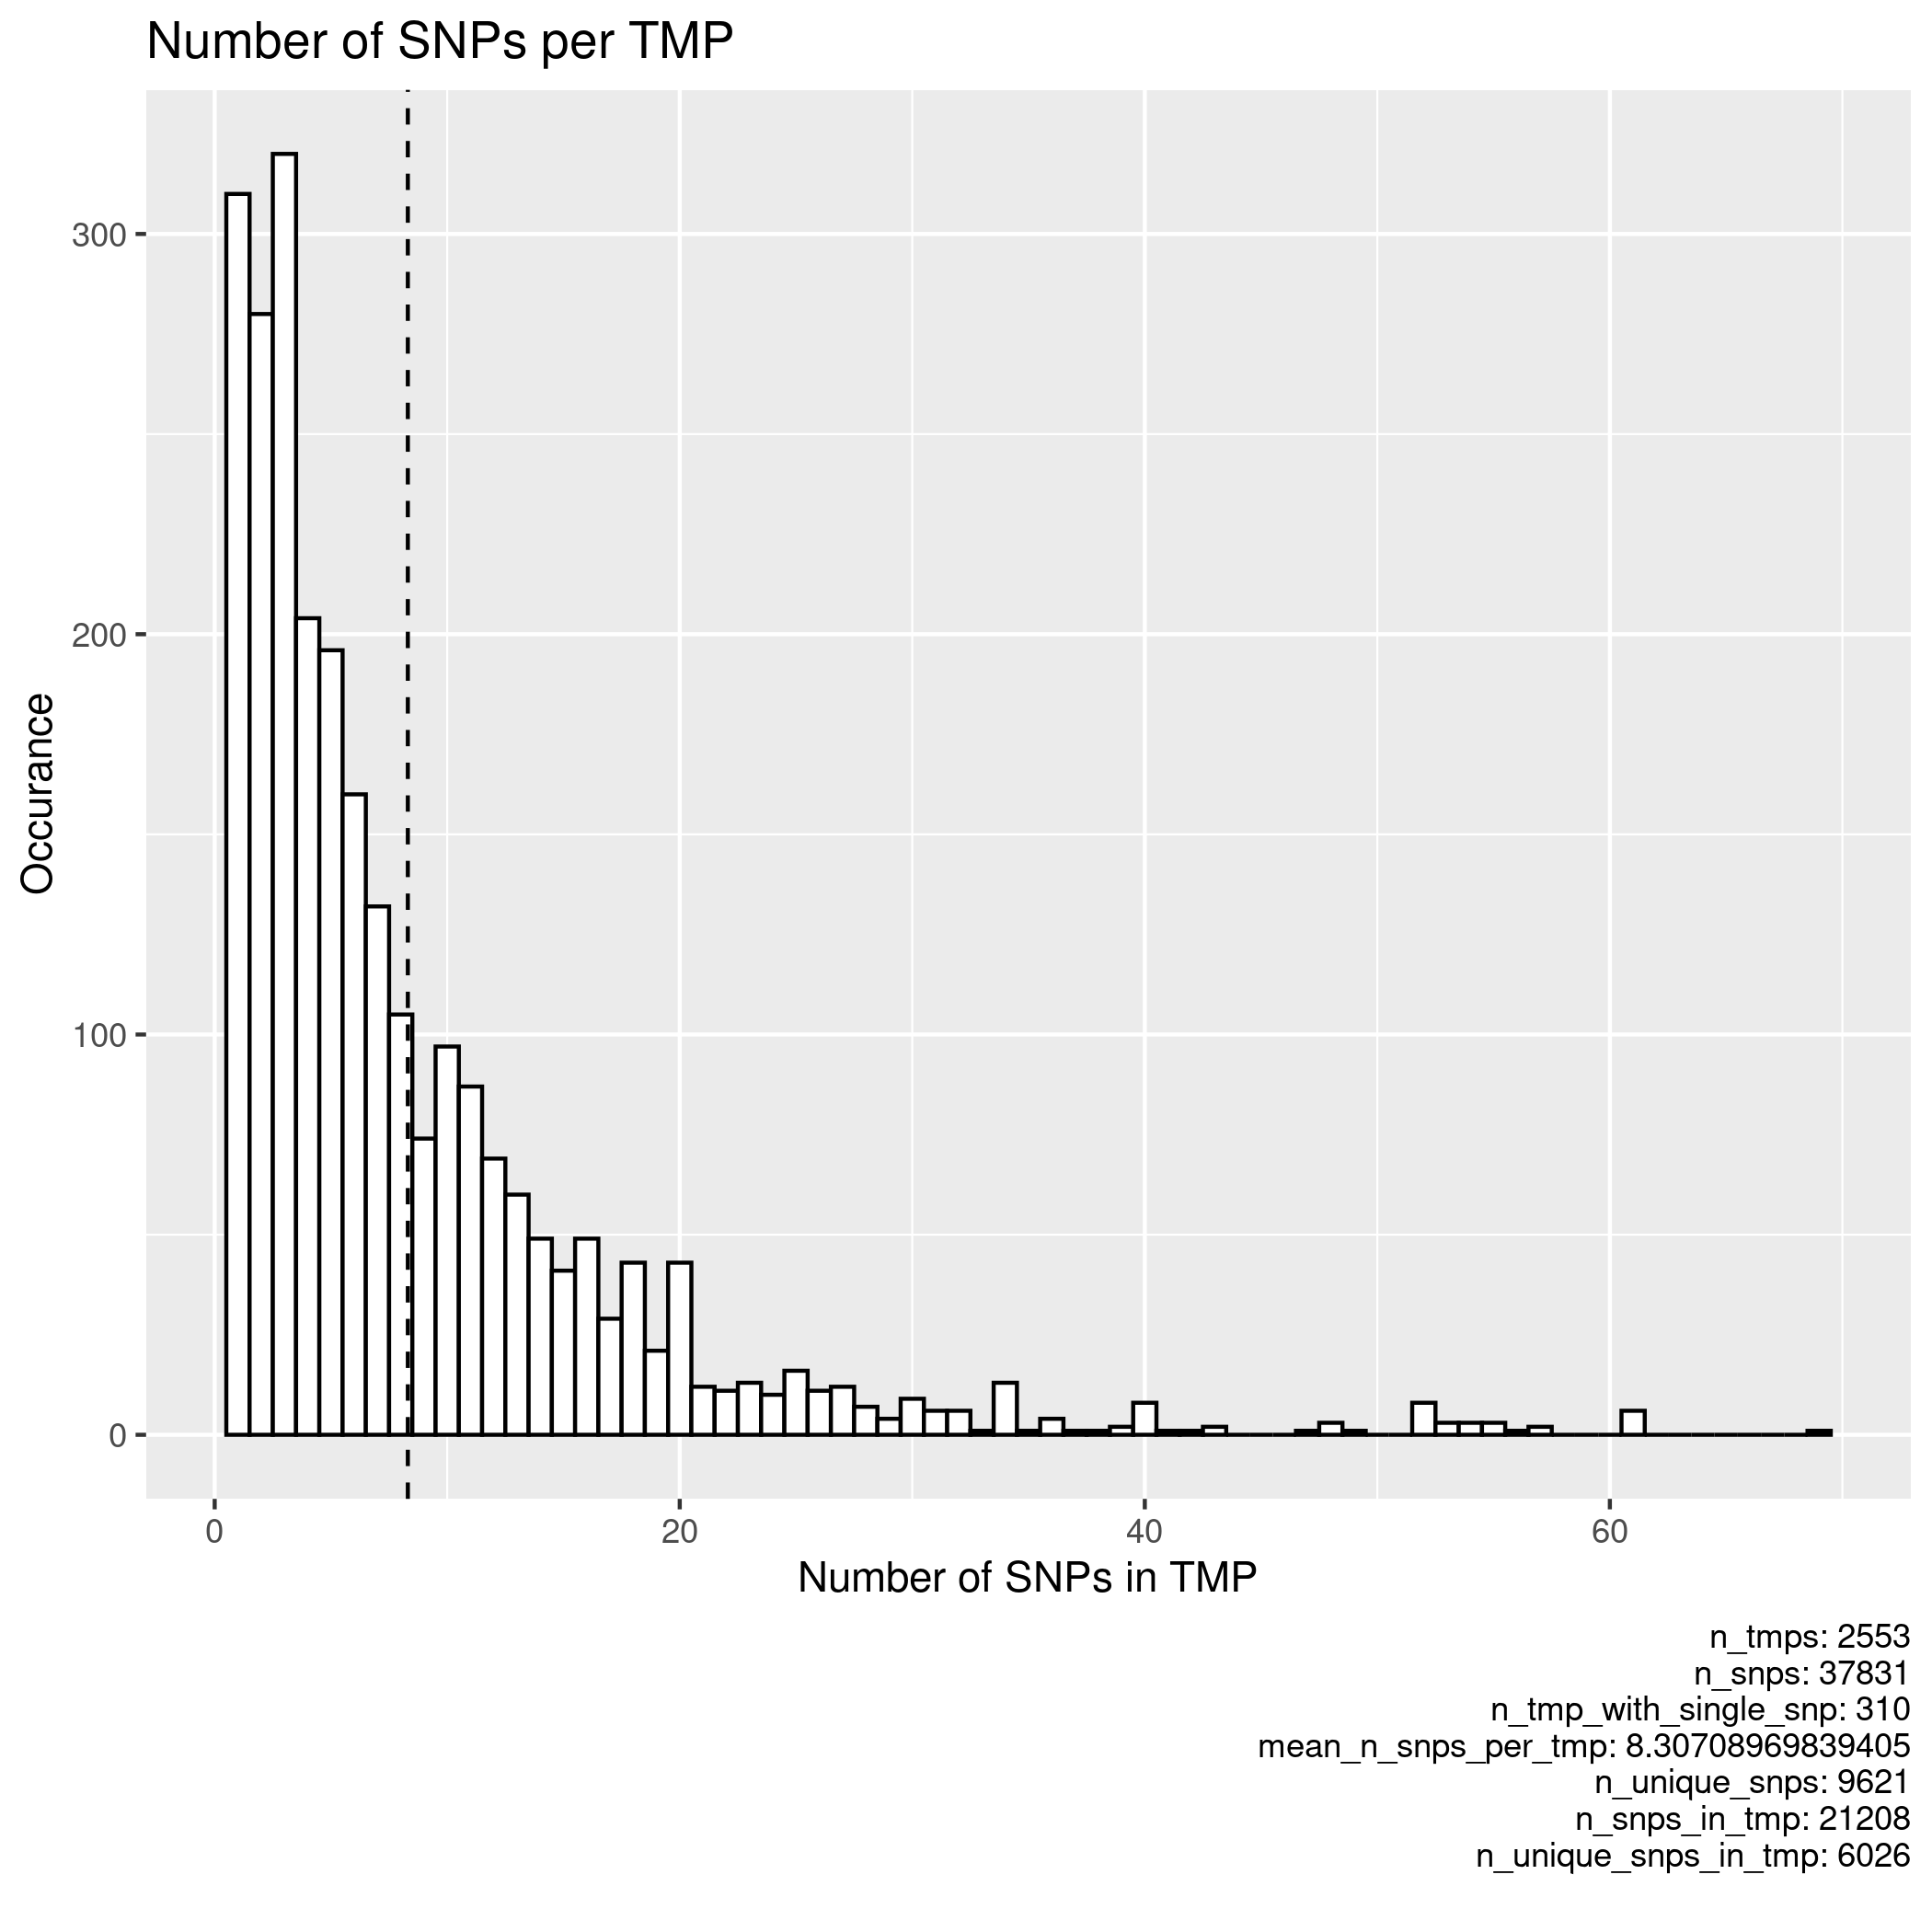 Number of SNPs per TMP
Occurance
300
200
100
0
0 20 40 60
Number of SNPs in TMP
n_tmps: 2553
n_snps: 37831
n_tmp_with_single_snp: 310
mean_n_snps_per_tmp: 8.30708969839405
n_unique_snps: 9621
n_snps_in_tmp: 21208
n_unique_snps_in_tmp: 6026